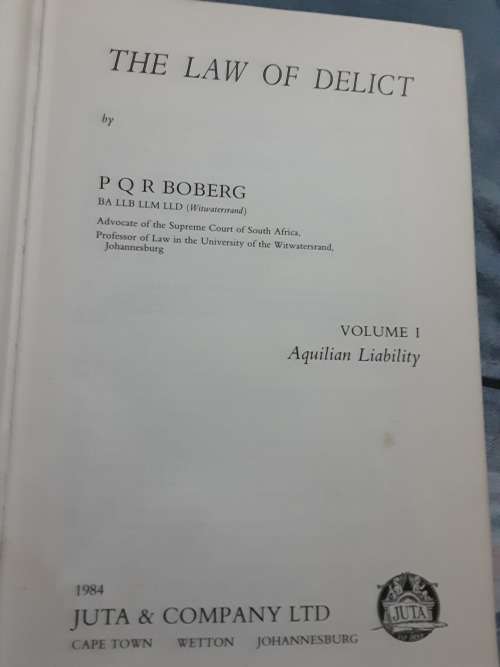 THE LAW OF DELICT
by
P Q R BOBERG
BA LLB LLM LLD (Witwatersrand)
Advocate of the Supreme Court of South Africa,
Professor of Law in the University of the Witwatersrand,
Johannesburg
VOLUME I
Aquilian Liability
1984
JUTA & COMPANY LTD
CAPE TOWN WETTON JOHANNESBURG
JUTA